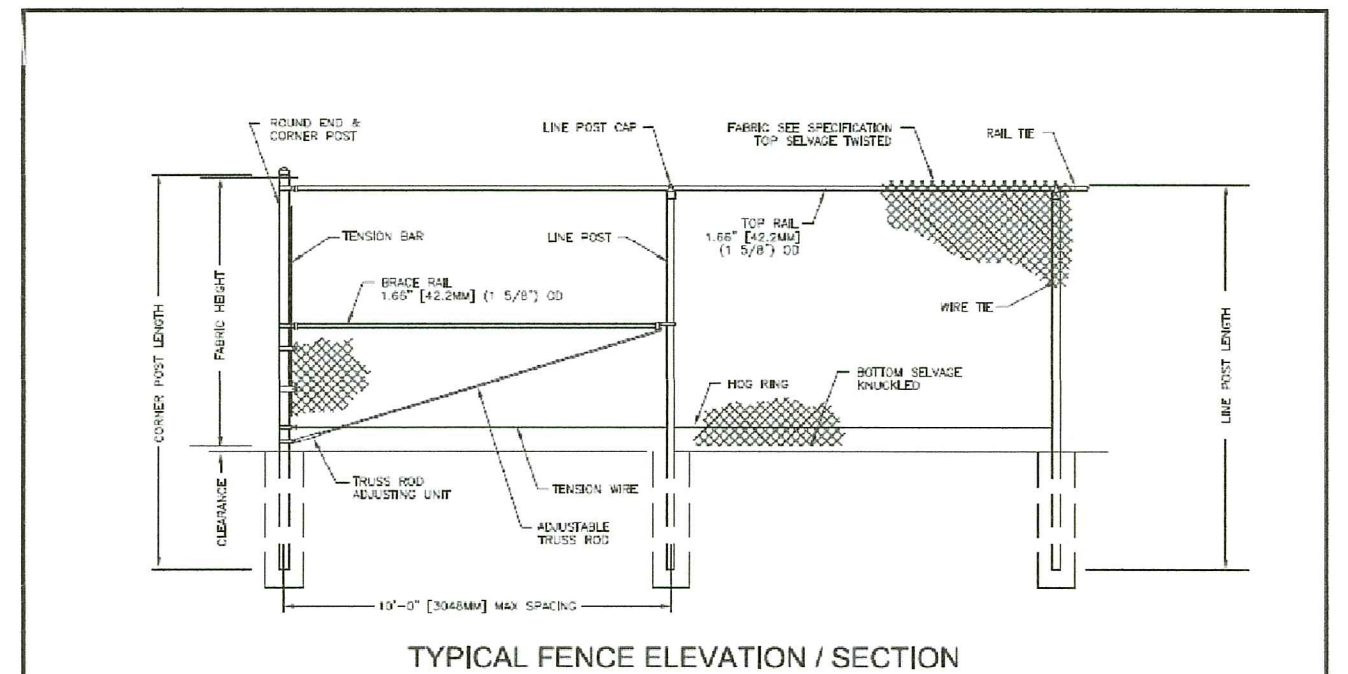 ROUND END &
CORNER POST
LINE POST CAP
FABRIC SEE SPECIFICATION
TOP SELVAGE TWISTED
RAIL TIE
TENSION BAR
LINE POST
TOP RAIL
1.66" [42.2MM]
(1 5/8") OD
BRACE RAIL
1.66" [42.2MM] (1 5/8") OD
WIRE TIE
CORNER POST LENGTH
FABRIC HEIGHT
LINE POST LENGTH
HOG RING
BOTTOM SELVAGE
KNUCKLED
CLEARANCE
TRUSS ROD
ADJUSTING UNIT
TENSION WIRE
ADJUSTABLE
TRUSS ROD
10'-0" [3048MM] MAX SPACING
TYPICAL FENCE ELEVATION / SECTION